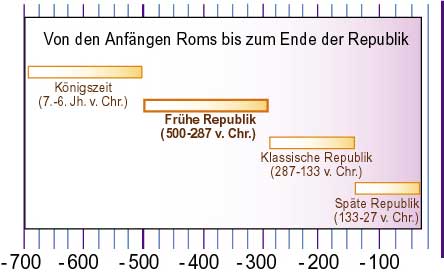 Von den Anfängen Roms bis zum Ende der Republik
Königszeit
(7.-6. Jh. v. Chr.)
Frühe Republik
(500-287 v. Chr.)
Klassische Republik
(287-133 v. Chr.)
Späte Republik
(133-27 v. Chr.)
-700 -600 -500 -400 -300 -200 -100